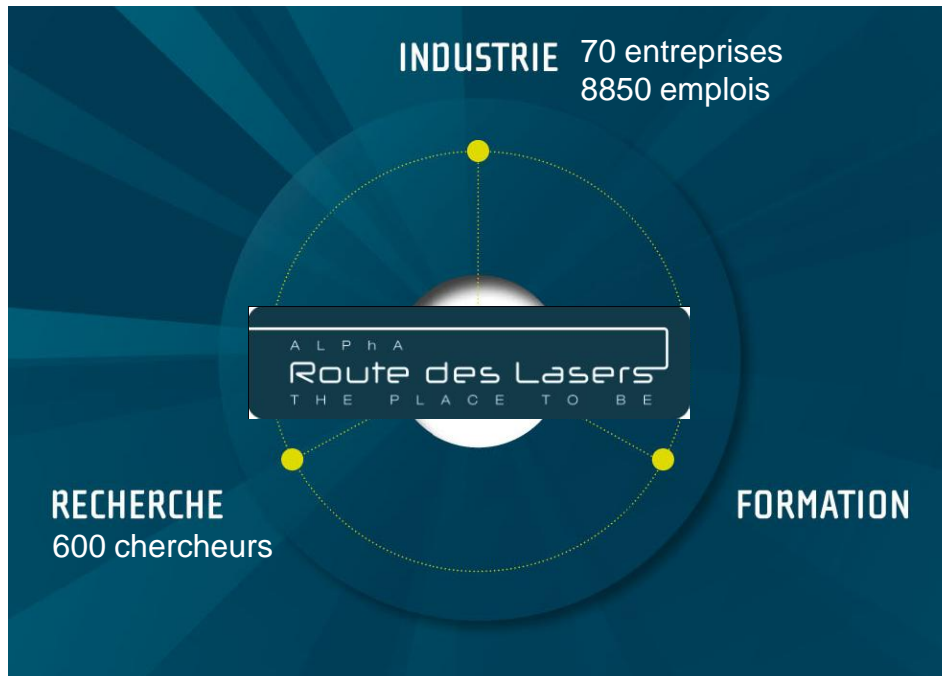 INDUSTRIE 70 entreprises
8850 emplois
ALPhA
Route des Lasers
THE PLACE TO BE
RECHERCHE
600 chercheurs
FORMATION